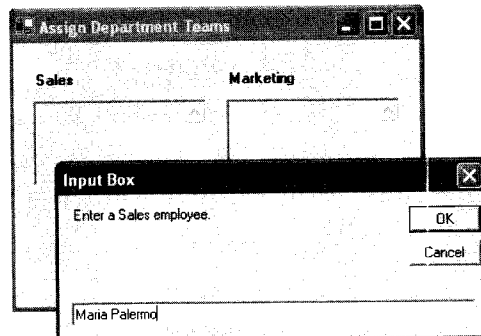 Assign Department Teams
Sales
Marketing
Input Box
Enter a Sales employee.
OK
Cancel
Maria Palermo